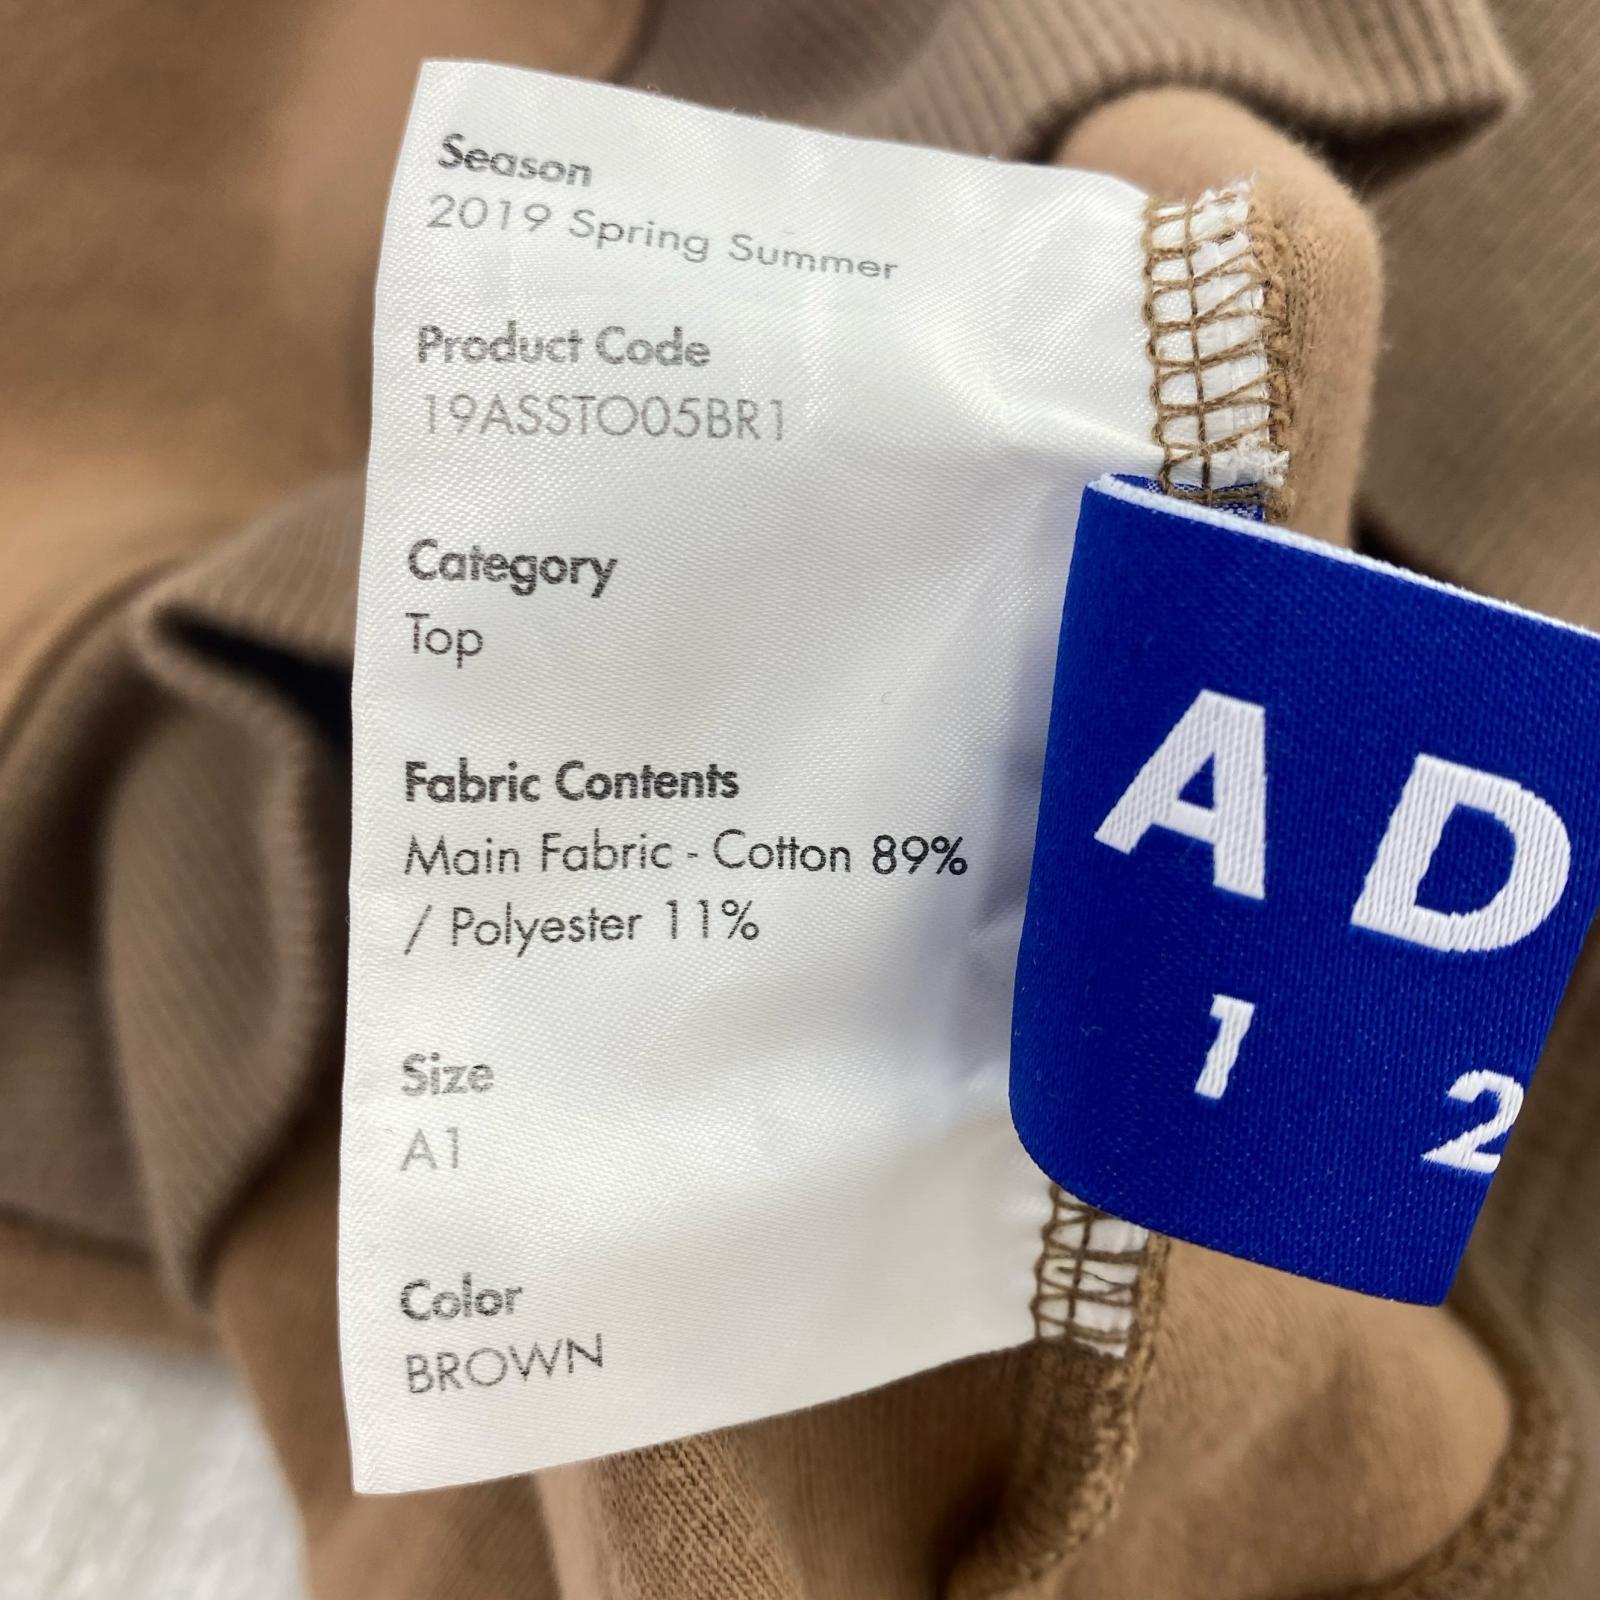 Season
2019 Spring Summer
Product Code
19ASSTO05BR1
Category
Top
Fabric Contents
Main Fabric - Cotton 89%
/ Polyester 11%
Size
A1
Color
BROWN
A D
1
2